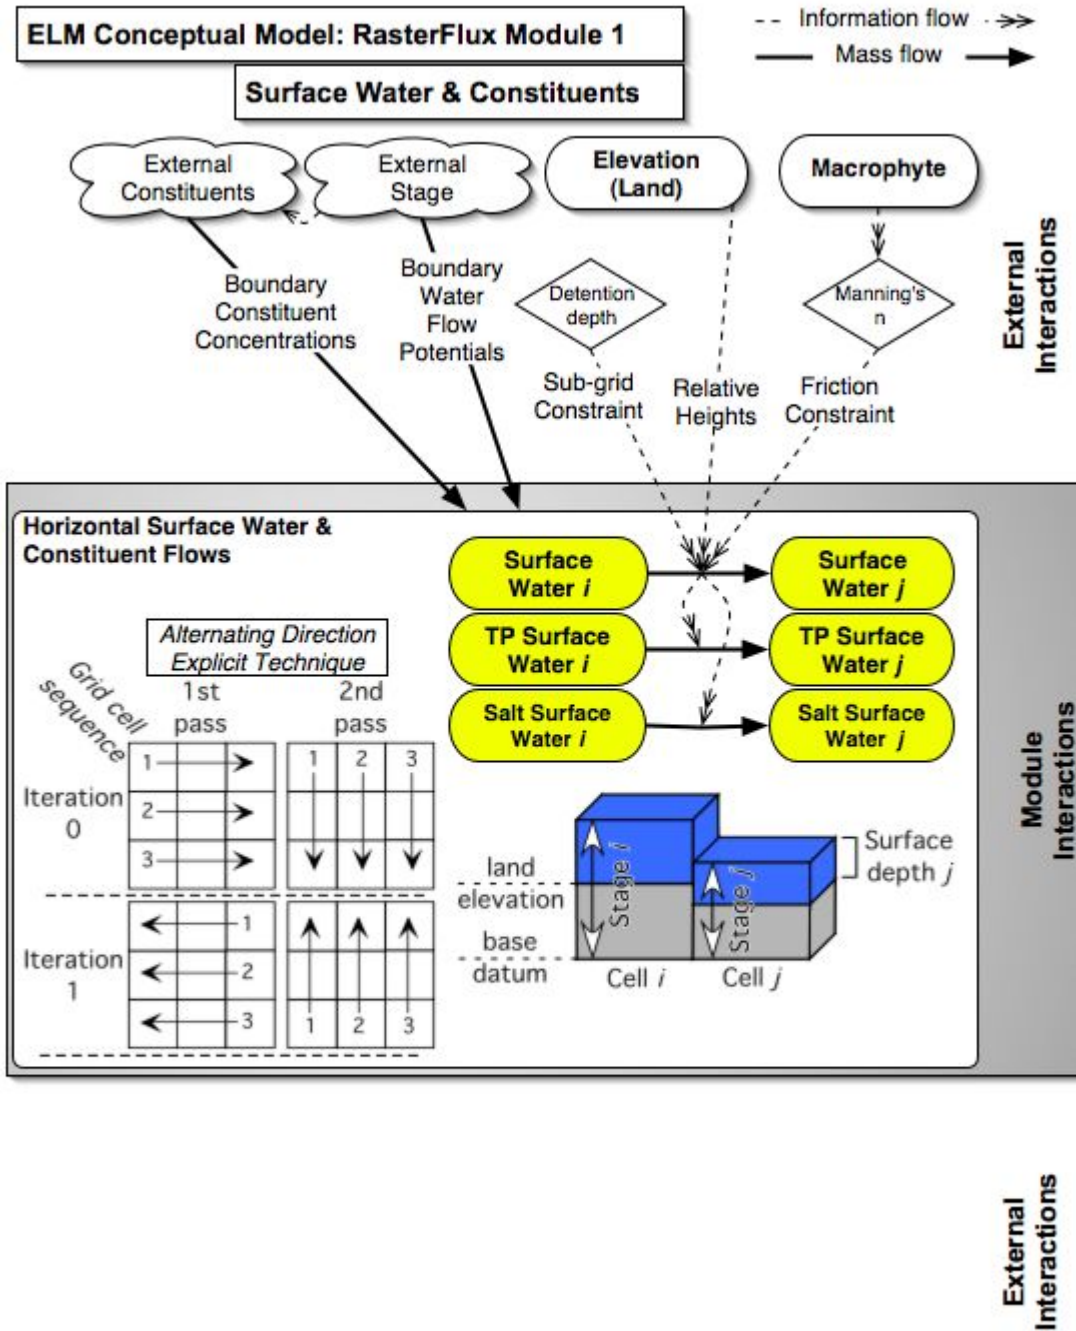 ELM Conceptual Model: RasterFlux Module 1
Surface Water & Constituents
Information flow
Mass flow
External
Constituents
External
Stage
Elevation
(Land)
Macrophyte
Boundary
Constituent
Concentrations
Boundary
Water
Flow
Potentials
Detention
depth
Manning's
n
Sub-grid
Constraint
Relative
Heights
Friction
Constraint
External
Interactions
Horizontal Surface Water &
Constituent Flows
Surface
Water i
Surface
Water j
TP Surface
Water i
TP Surface
Water j
Salt Surface
Water i
Salt Surface
Water j
Alternating Direction
Explicit Technique
Grid cell
sequence
1st
pass
2nd
pass
Iteration
0
1
2
3
1 2 3
Iteration
1
1
2
3
1 2 3
land
elevation
base
datum
Stage i
Stage j
Surface
depth j
Cell i
Cell j
Module
Interactions
External
Interactions